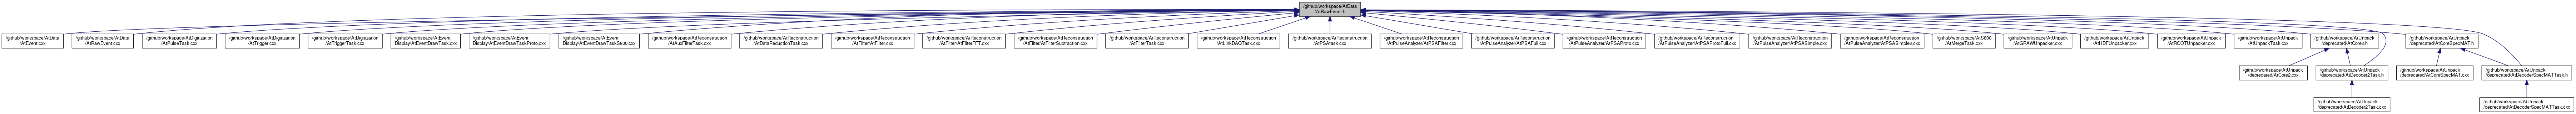 /github/workspace/AtData
/AtRawEvent.h
/github/workspace/AtData
/AtEvent.cxx
/github/workspace/AtData
/AtRawEvent.cxx
/github/workspace/AtDigitization
/AtPulseTask.cxx
/github/workspace/AtDigitization
/AtTrigger.cxx
/github/workspace/AtDigitization
/AtTriggerTask.cxx
/github/workspace/AtEvent
Display/AtEventDrawTask.cxx
/github/workspace/AtEvent
Display/AtEventDrawTaskProto.cxx
/github/workspace/AtEvent
Display/AtEventDrawTaskS800.cxx
/github/workspace/AtReconstruction
/AtAuxFilterTask.cxx
/github/workspace/AtReconstruction
/AtDataReductionTask.cxx
/github/workspace/AtReconstruction
/AtFilter/AtFilter.cxx
/github/workspace/AtReconstruction
/AtFilter/AtFilterFFT.cxx
/github/workspace/AtReconstruction
/AtFilter/AtFilterSubtraction.cxx
/github/workspace/AtReconstruction
/AtFilterTask.cxx
/github/workspace/AtReconstruction
/AtLinkDAQTask.cxx
/github/workspace/AtReconstruction
/AtPSAtask.cxx
/github/workspace/AtReconstruction
/AtPulseAnalyzer/AtPSAFilter.cxx
/github/workspace/AtReconstruction
/AtPulseAnalyzer/AtPSAFull.cxx
/github/workspace/AtReconstruction
/AtPulseAnalyzer/AtPSAProto.cxx
/github/workspace/AtReconstruction
/AtPulseAnalyzer/AtPSAProtoFull.cxx
/github/workspace/AtReconstruction
/AtPulseAnalyzer/AtPSASimple.cxx
/github/workspace/AtReconstruction
/AtPulseAnalyzer/AtPSASimple2.cxx
/github/workspace/AtS800
/AtMergeTask.cxx
/github/workspace/AtUnpack
/AtGRAWUnpacker.cxx
/github/workspace/AtUnpack
/AtHDFUnpacker.cxx
/github/workspace/AtUnpack
/AtROOTUnpacker.cxx
/github/workspace/AtUnpack
/AtUnpackTask.cxx
/github/workspace/AtUnpack
/deprecated/AtCore2.h
/github/workspace/AtUnpack
/deprecated/AtCoreSpecMAT.h
/github/workspace/AtUnpack
/deprecated/AtCore2.cxx
/github/workspace/AtUnpack
/deprecated/AtDecoder2Task.h
/github/workspace/AtUnpack
/deprecated/AtCoreSpecMAT.cxx
/github/workspace/AtUnpack
/deprecated/AtDecoderSpecMATTask.h
/github/workspace/AtUnpack
/deprecated/AtDecoder2Task.cxx
/github/workspace/AtUnpack
/deprecated/AtDecoderSpecMATTask.cxx